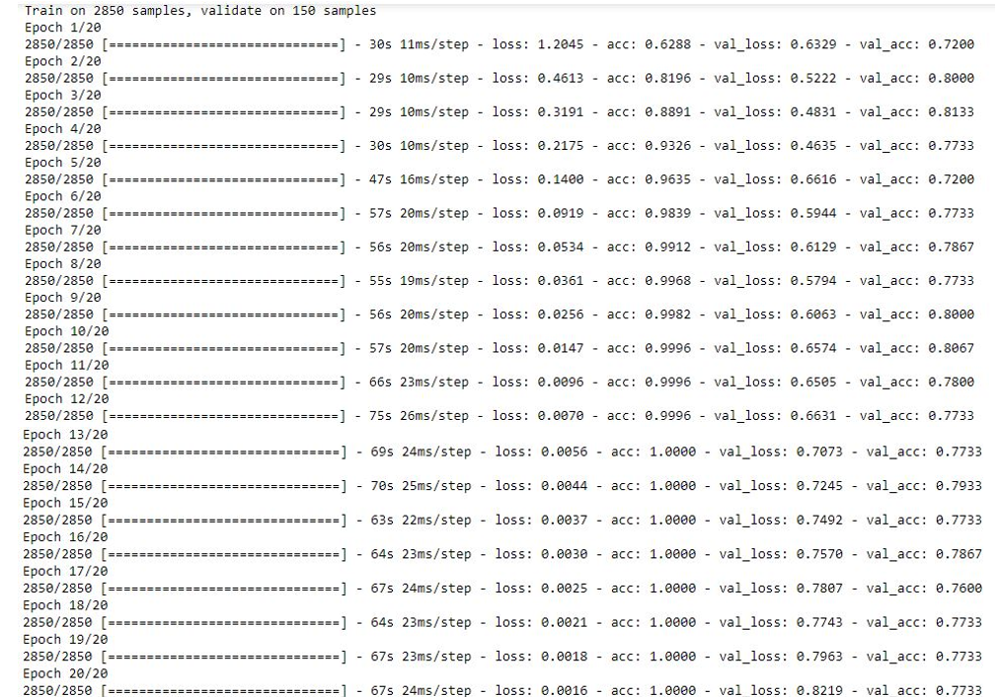 Train on 2850 samples, validate on 150 samples
Epoch 1/20
2850/2850 [==============================] - 30s 11ms/step - loss: 1.2045 - acc: 0.6288 - val_loss: 0.6329 - val_acc: 0.7200
Epoch 2/20
2850/2850 [==============================] - 29s 10ms/step - loss: 0.4613 - acc: 0.8196 - val_loss: 0.5222 - val_acc: 0.8000
Epoch 3/20
2850/2850 [==============================] - 29s 10ms/step - loss: 0.3191 - acc: 0.8891 - val_loss: 0.4831 - val_acc: 0.8133
Epoch 4/20
2850/2850 [==============================] - 30s 10ms/step - loss: 0.2175 - acc: 0.9326 - val_loss: 0.4635 - val_acc: 0.7733
Epoch 5/20
2850/2850 [==============================] - 47s 16ms/step - loss: 0.1400 - acc: 0.9635 - val_loss: 0.6616 - val_acc: 0.7200
Epoch 6/20
2850/2850 [==============================] - 57s 20ms/step - loss: 0.0919 - acc: 0.9839 - val_loss: 0.5944 - val_acc: 0.7733
Epoch 7/20
2850/2850 [==============================] - 56s 20ms/step - loss: 0.0534 - acc: 0.9912 - val_loss: 0.6129 - val_acc: 0.7867
Epoch 8/20
2850/2850 [==============================] - 55s 19ms/step - loss: 0.0361 - acc: 0.9968 - val_loss: 0.5794 - val_acc: 0.7733
Epoch 9/20
2850/2850 [==============================] - 56s 20ms/step - loss: 0.0256 - acc: 0.9982 - val_loss: 0.6063 - val_acc: 0.8000
Epoch 10/20
2850/2850 [==============================] - 57s 20ms/step - loss: 0.0147 - acc: 0.9996 - val_loss: 0.6574 - val_acc: 0.8067
Epoch 11/20
2850/2850 [==============================] - 66s 23ms/step - loss: 0.0096 - acc: 0.9996 - val_loss: 0.6505 - val_acc: 0.7800
Epoch 12/20
2850/2850 [==============================] - 75s 26ms/step - loss: 0.0070 - acc: 0.9996 - val_loss: 0.6631 - val_acc: 0.7733
Epoch 13/20
2850/2850 [==============================] - 69s 24ms/step - loss: 0.0056 - acc: 1.0000 - val_loss: 0.7073 - val_acc: 0.7733
Epoch 14/20
2850/2850 [==============================] - 70s 25ms/step - loss: 0.0044 - acc: 1.0000 - val_loss: 0.7245 - val_acc: 0.7933
Epoch 15/20
2850/2850 [==============================] - 63s 22ms/step - loss: 0.0037 - acc: 1.0000 - val_loss: 0.7492 - val_acc: 0.7733
Epoch 16/20
2850/2850 [==============================] - 64s 23ms/step - loss: 0.0030 - acc: 1.0000 - val_loss: 0.7570 - val_acc: 0.7867
Epoch 17/20
2850/2850 [==============================] - 67s 24ms/step - loss: 0.0025 - acc: 1.0000 - val_loss: 0.7807 - val_acc: 0.7600
Epoch 18/20
2850/2850 [==============================] - 64s 23ms/step - loss: 0.0021 - acc: 1.0000 - val_loss: 0.7743 - val_acc: 0.7733
Epoch 19/20
2850/2850 [==============================] - 67s 23ms/step - loss: 0.0018 - acc: 1.0000 - val_loss: 0.7963 - val_acc: 0.7733
Epoch 20/20
2850/2850 [==============================] - 67s 24ms/step - loss: 0.0016 - acc: 1.0000 - val_loss: 0.8219 - val_acc: 0.7733